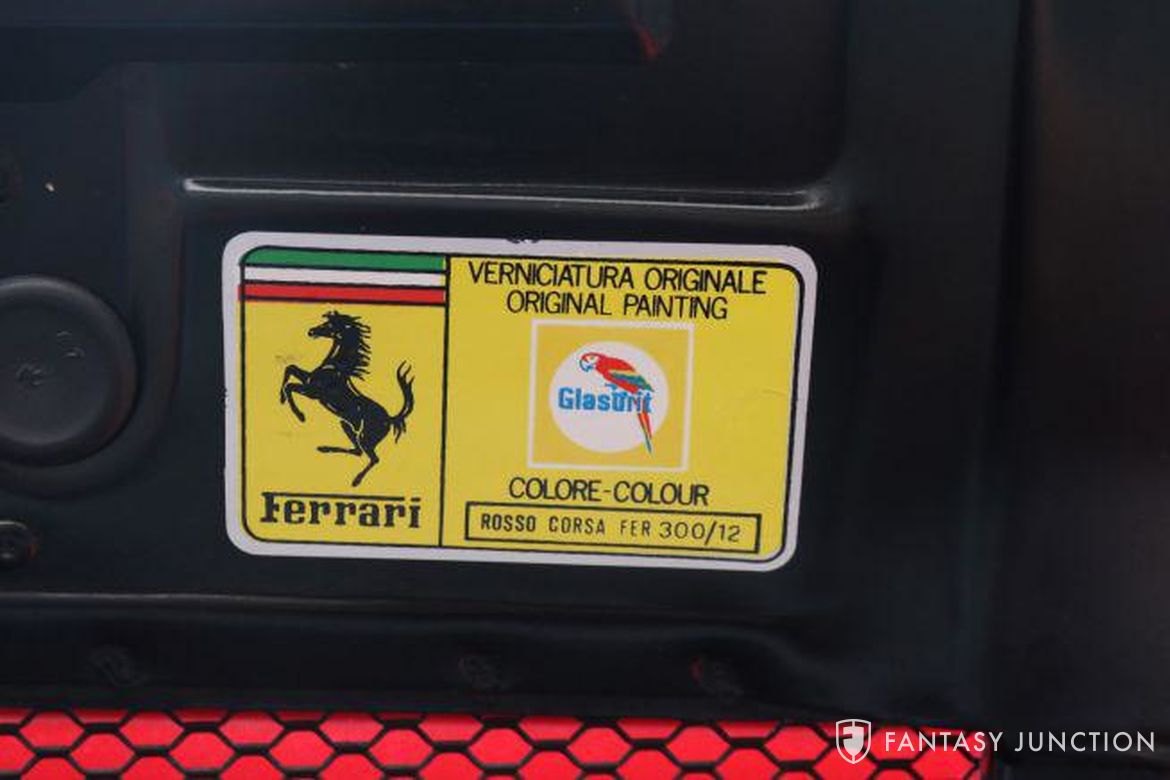 VERNICIATURA ORIGINALE
ORIGINAL PAINTING
Glasurit
COLORE-COLOUR
ROSSO CORSA FER 300/12
Ferrari
FANTASY JUNCTION